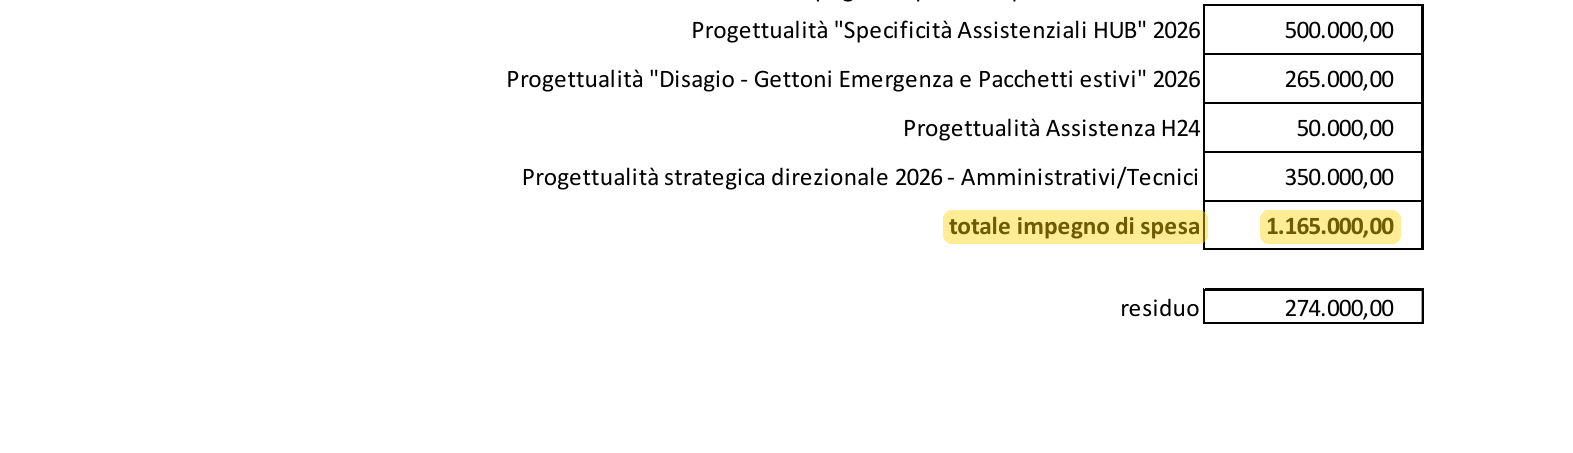 Progettualità "Specificità Assistenziali HUB" 2026 500.000,00
Progettualità "Disagio - Gettoni Emergenza e Pacchetti estivi" 2026 265.000,00
Progettualità Assistenza H24 50.000,00
Progettualità strategica direzionale 2026 - Amministrativi/Tecnici 350.000,00
totale impegno di spesa 1.165.000,00
residuo 274.000,00